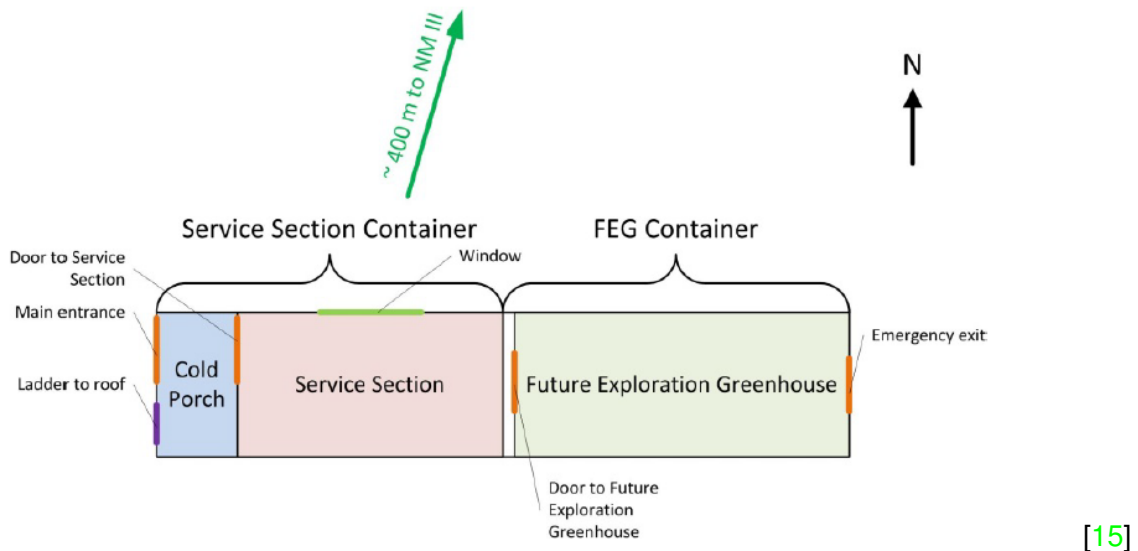 ~ 400 m to NM III
N
Service Section Container
FEG Container
Door to Service
Section
Window
Main entrance
Emergency exit
Ladder to roof
Cold
Porch
Service Section
Future Exploration Greenhouse
Door to Future
Exploration
Greenhouse
[15]